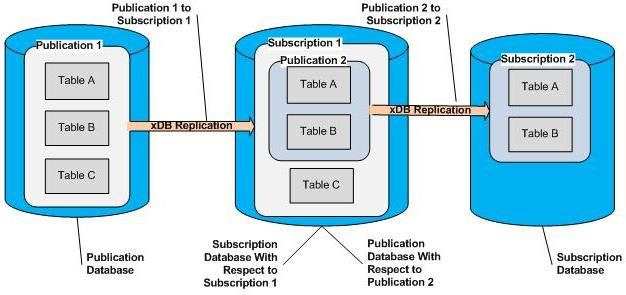 Publication 1 to
Subscription 1
Publication 2 to
Subscription 2
Publication 1
Table A
Table B
Table C
xDB Replication
Subscription 1
Publication 2
Table A
Table B
Table C
xDB Replication
Subscription 2
Table A
Table B
Publication
Database
Subscription
Database With
Respect to
Subscription 1
Publication
Database With
Respect to
Publication 2
Subscription
Database